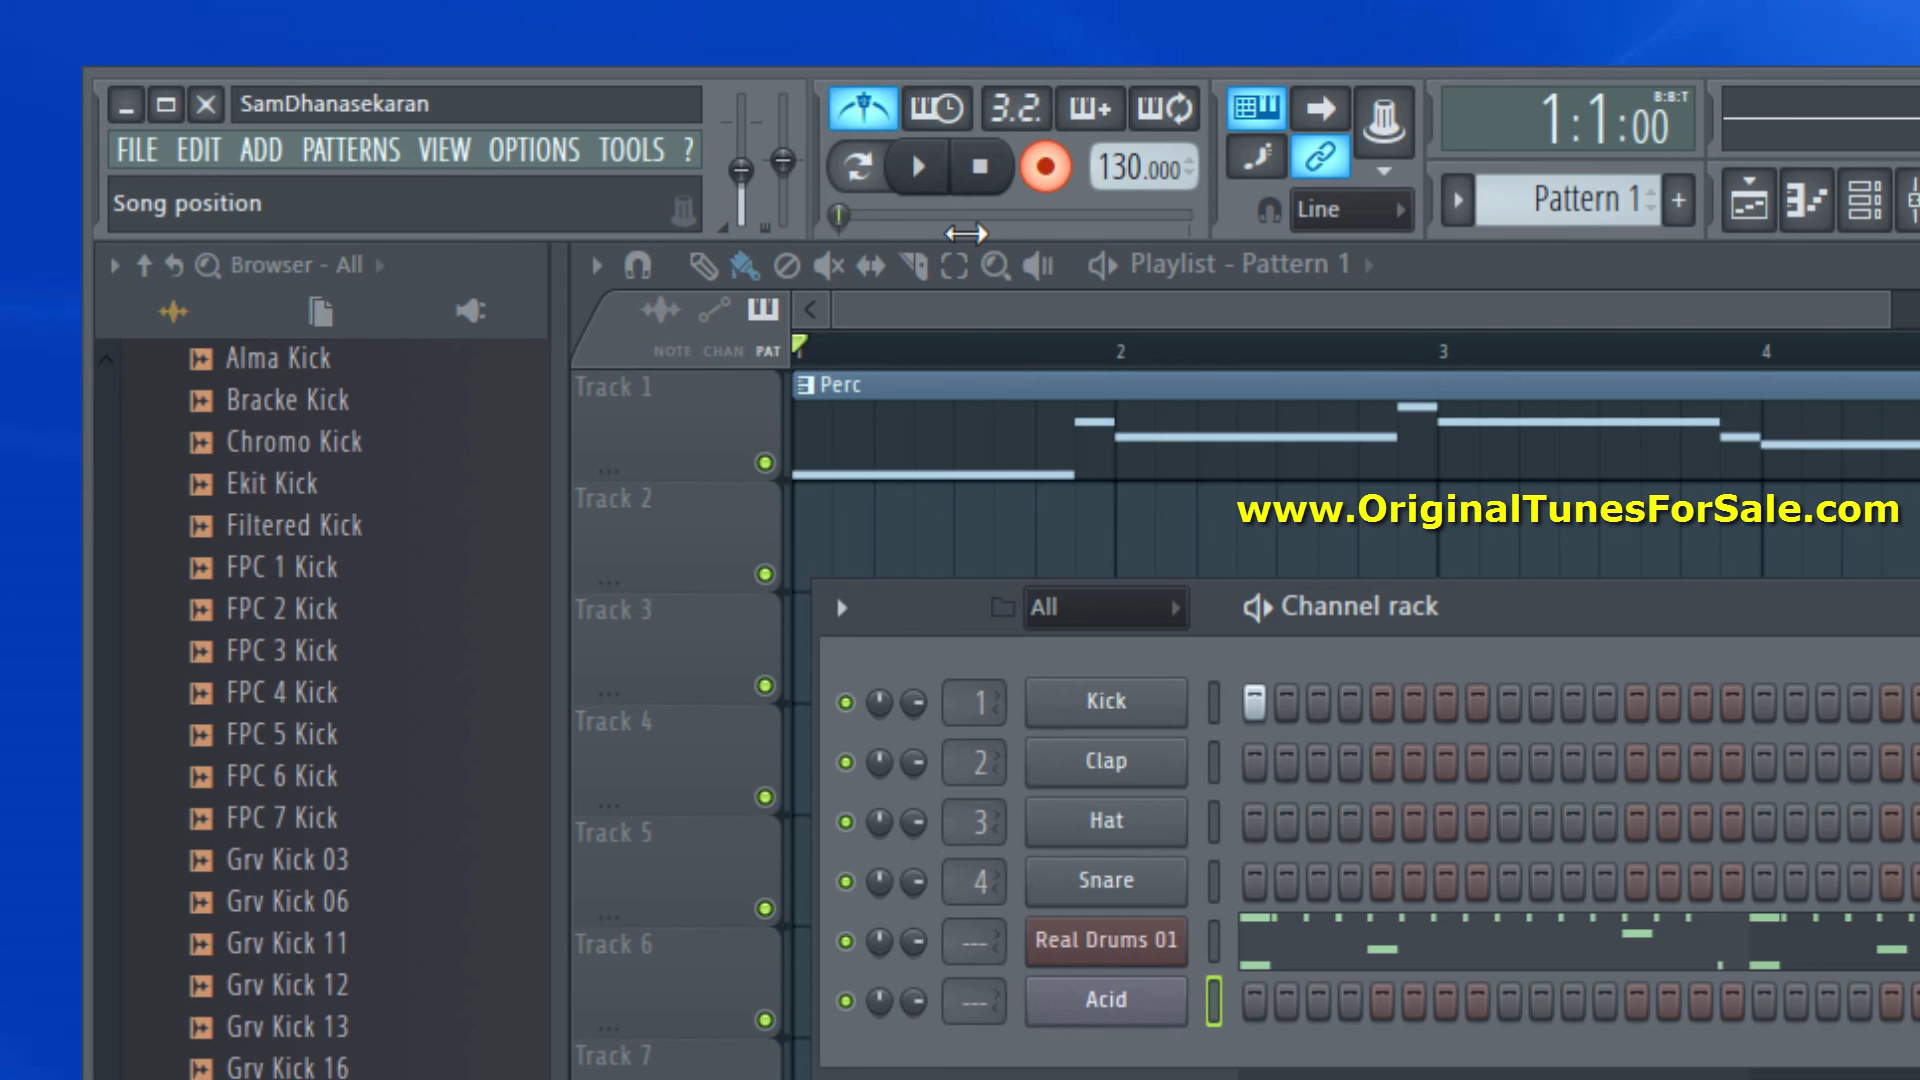 SamDhanasekaran
FILE EDIT ADD PATTERNS VIEW OPTIONS TOOLS ?
Song position
3.2.
130.000
Line
1:1:00
B:B:T
Pattern 1
+
Browser - All
Playlist - Pattern 1
NOTE CHAN PAT
1 2 3 4
Alma Kick
Bracke Kick
Chromo Kick
Ekit Kick
Filtered Kick
FPC 1 Kick
FPC 2 Kick
FPC 3 Kick
FPC 4 Kick
FPC 5 Kick
FPC 6 Kick
FPC 7 Kick
Grv Kick 03
Grv Kick 06
Grv Kick 11
Grv Kick 12
Grv Kick 13
Grv Kick 16
Track 1
Perc
Track 2
Track 3
Track 4
Track 5
Track 6
Track 7
www.OriginalTunesForSale.com
All
Channel rack
1 Kick
2 Clap
3 Hat
4 Snare
--- Real Drums 01
--- Acid